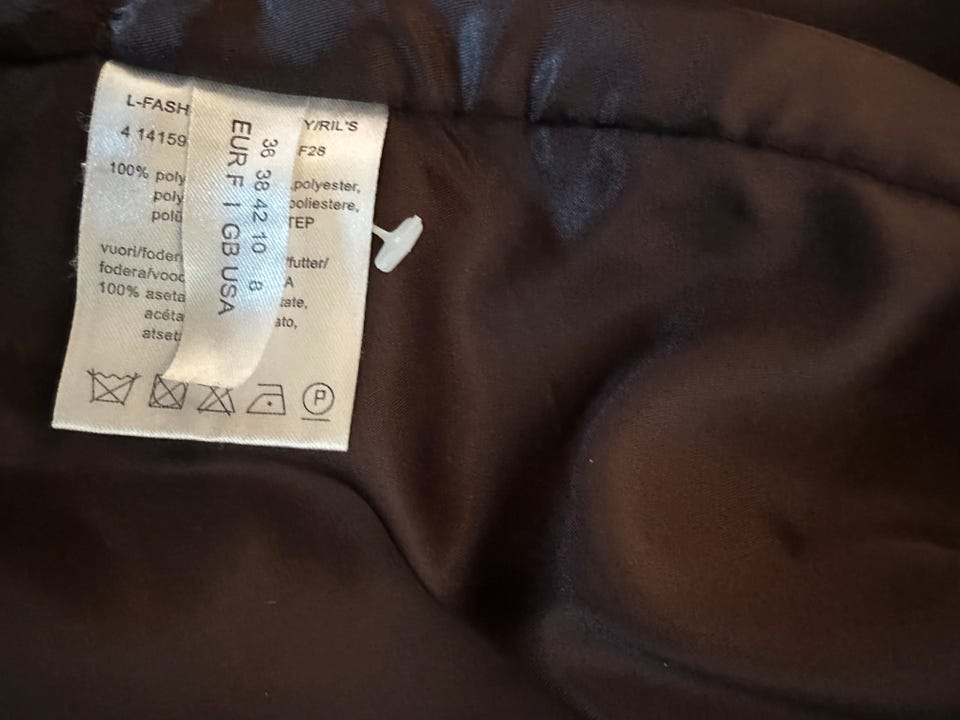 L-FASH Y/RIL'S
4 14159 F28
100% poly .polyester,
poly poliestere,
polü TEP
vuori/foder futter/
fodera/vooc A
100% aseta tate,
acéta ato,
atset
P
36 38 42 10 8
EUR F I GB USA